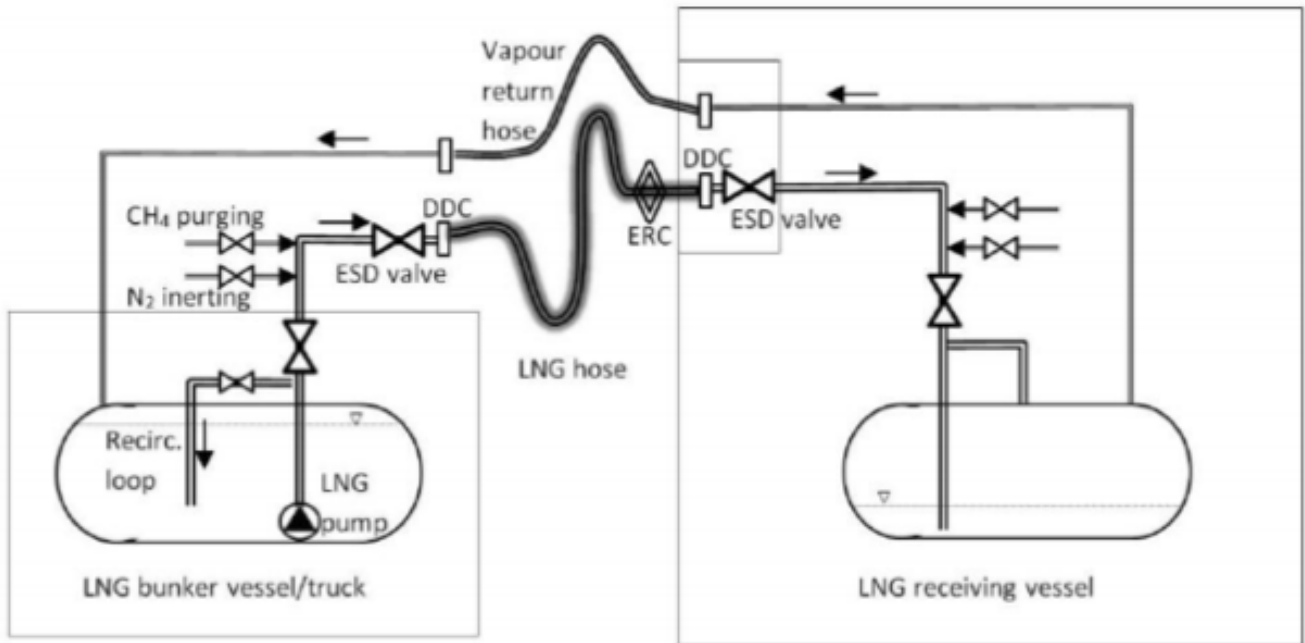 Vapour
return
hose
DDC
CH₄ purging
DDC
ERC
ESD valve
ESD valve
N₂ inerting
LNG hose
Recirc.
loop
LNG
pump
LNG bunker vessel/truck
LNG receiving vessel